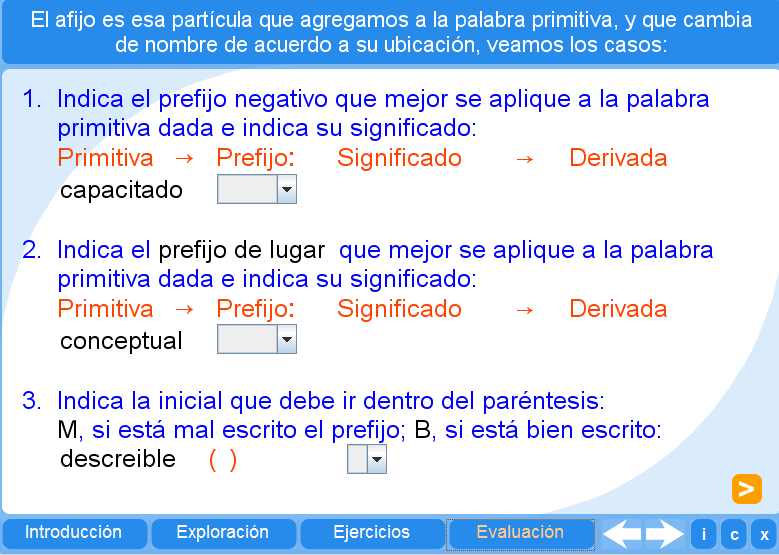 El afijo es esa partícula que agregamos a la palabra primitiva, y que cambia
de nombre de acuerdo a su ubicación, veamos los casos:
1. Indica el prefijo negativo que mejor se aplique a la palabra
primitiva dada e indica su significado:
Primitiva → Prefijo: Significado → Derivada
capacitado
2. Indica el prefijo de lugar que mejor se aplique a la palabra
primitiva dada e indica su significado:
Primitiva → Prefijo: Significado → Derivada
conceptual
3. Indica la inicial que debe ir dentro del paréntesis:
M, si está mal escrito el prefijo; B, si está bien escrito:
descreible ( )
>
Introducción Exploración Ejercicios Evaluación i c x